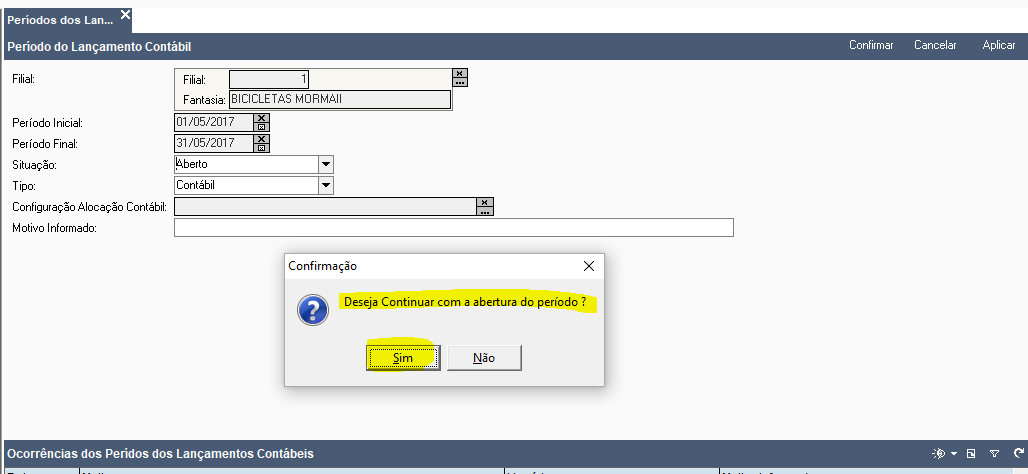 Períodos dos Lan...
Período do Lançamento Contábil
Confirmar Cancelar Aplicar
Filial:
Filial: 1
Fantasia: BICICLETAS MORMAII
Período Inicial: 01/05/2017
Período Final: 31/05/2017
Situação: Aberto
Tipo: Contábil
Configuração Alocação Contábil:
Motivo Informado:
Confirmação
Deseja Continuar com a abertura do período ?
Sim Não
Ocorrências dos Perídos dos Lançamentos Contábeis